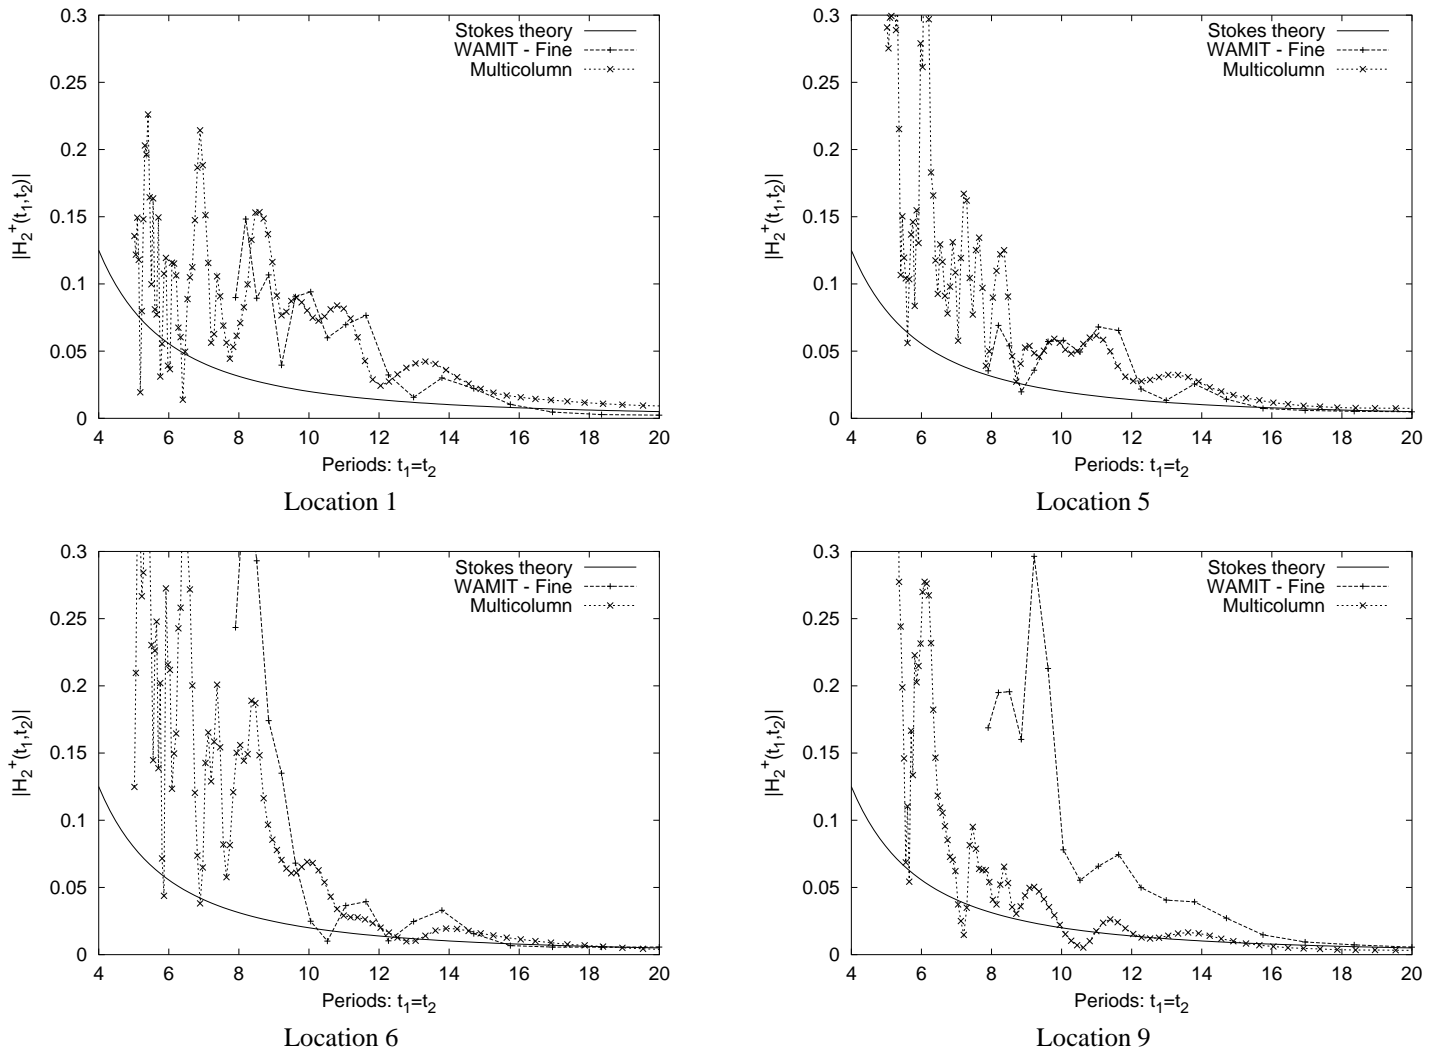 0.3
0.25
0.2
0.15
0.1
0.05
0
|H₂⁺(t₁,t₂)|
Stokes theory
WAMIT - Fine
Multicolumn
4 6 8 10 12 14 16 18 20
Periods: t₁=t₂
Location 1
0.3
0.25
0.2
0.15
0.1
0.05
0
|H₂⁺(t₁,t₂)|
Stokes theory
WAMIT - Fine
Multicolumn
4 6 8 10 12 14 16 18 20
Periods: t₁=t₂
Location 5
0.3
0.25
0.2
0.15
0.1
0.05
0
|H₂⁺(t₁,t₂)|
Stokes theory
WAMIT - Fine
Multicolumn
4 6 8 10 12 14 16 18 20
Periods: t₁=t₂
Location 6
0.3
0.25
0.2
0.15
0.1
0.05
0
|H₂⁺(t₁,t₂)|
Stokes theory
WAMIT - Fine
Multicolumn
4 6 8 10 12 14 16 18 20
Periods: t₁=t₂
Location 9